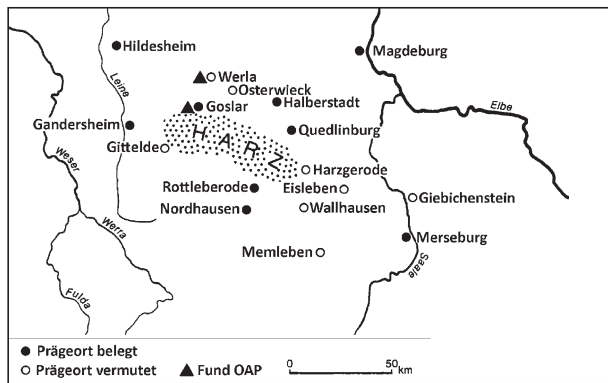 Hildesheim
Magdeburg
Leine
Werla
Osterwieck
Halberstadt
Elbe
Goslar
Gandersheim
Quedlinburg
HARZ
Gittelde
Weser
Harzgerode
Rottleberode
Eisleben
Giebichenstein
Nordhausen
Wallhausen
Werra
Merseburg
Memleben
Saale
Fulda
Prägeort belegt
Prägeort vermutet
Fund OAP
0 50 km